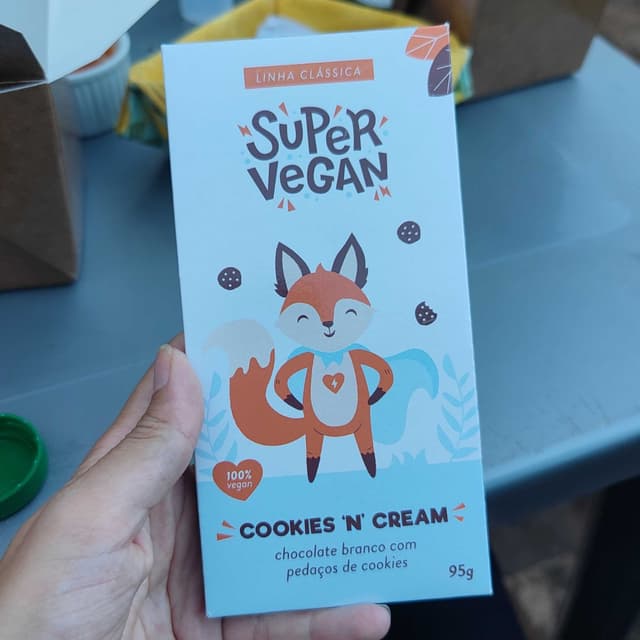 LINHA CLÁSSICA
SUPER
VEGAN
100%
vegan
COOKIES 'N' CREAM
chocolate branco com
pedaços de cookies
95g